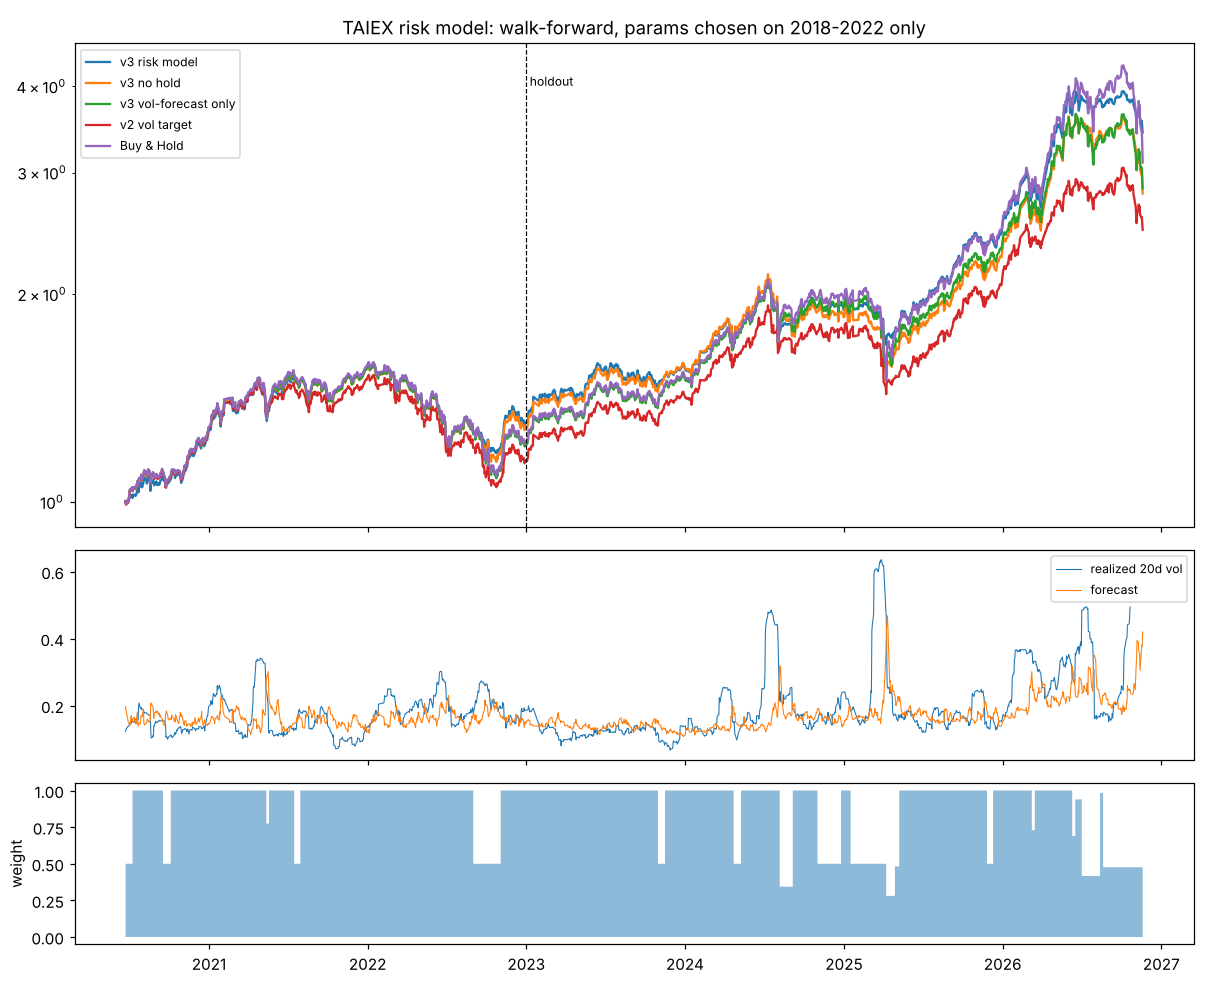 TAIEX risk model: walk-forward, params chosen on 2018-2022 only
v3 risk model
v3 no hold
v3 vol-forecast only
v2 vol target
Buy & Hold
holdout
4 × 10⁰
3 × 10⁰
2 × 10⁰
10⁰
realized 20d vol
forecast
0.6
0.4
0.2
weight
1.00
0.75
0.50
0.25
0.00
2021 2022 2023 2024 2025 2026 2027